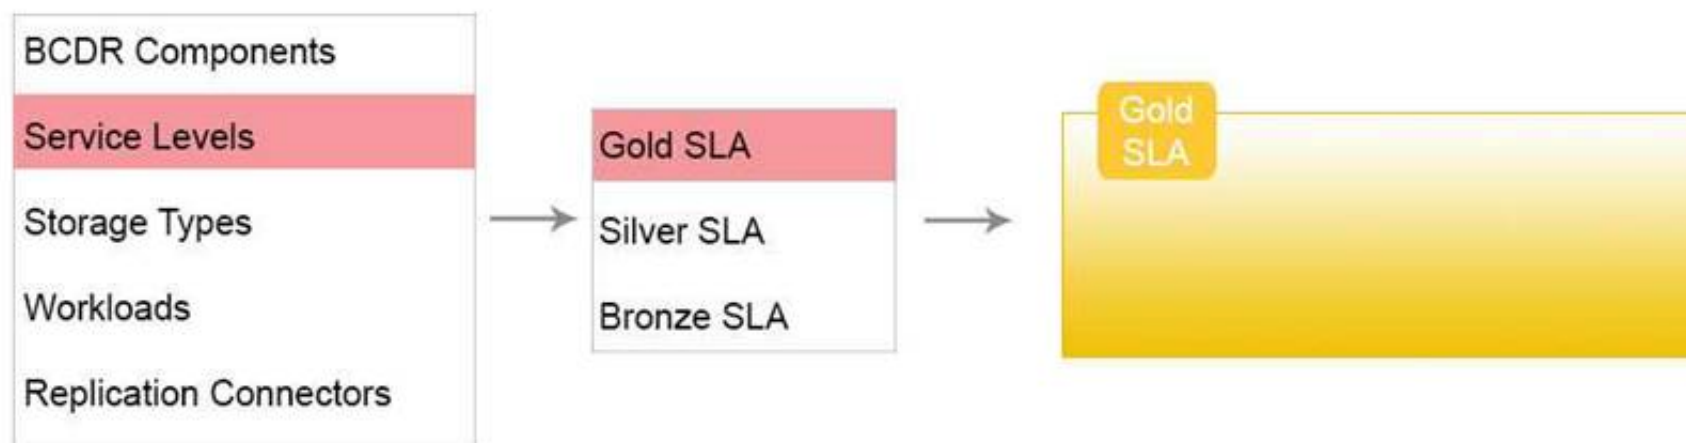 BCDR Components
Service Levels
Storage Types
Workloads
Replication Connectors
Gold SLA
Silver SLA
Bronze SLA
Gold
SLA